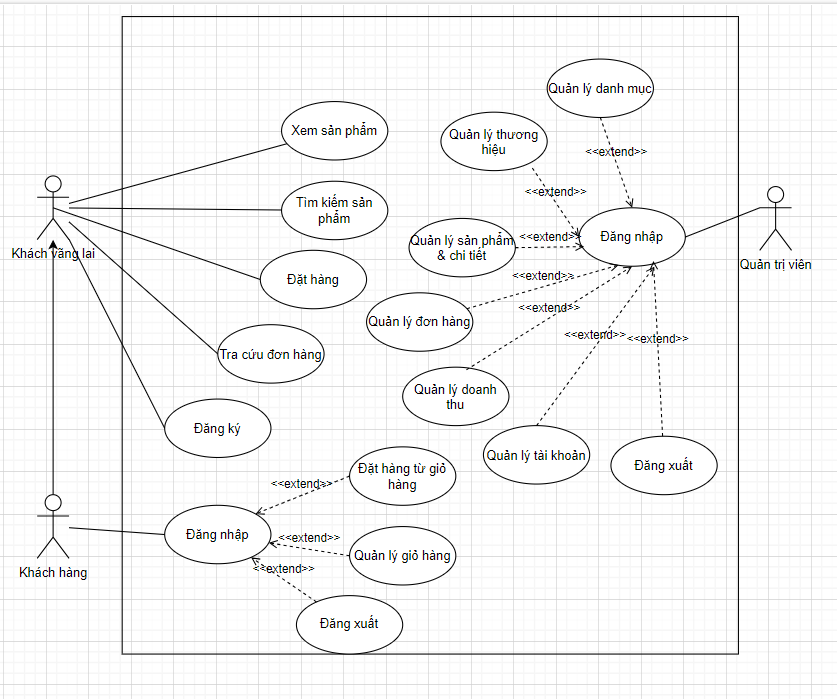 Quản lý danh mục
Xem sản phẩm
Quản lý thương
hiệu
<<extend>>
<<extend>>
Tìm kiếm sản
phẩm
Khách vãng lai
Quản lý sản phẩm
& chi tiết
<<extend>>
Đăng nhập
Quản trị viên
Đặt hàng
<<extend>>
Quản lý đơn hàng
<<extend>>
<<extend>>
<<extend>>
Tra cứu đơn hàng
Quản lý doanh
thu
Đăng ký
Quản lý tài khoản
Đăng xuất
Đặt hàng từ giỏ
hàng
<<extend>>
Đăng nhập
<<extend>>
Quản lý giỏ hàng
Khách hàng
<<extend>>
Đăng xuất